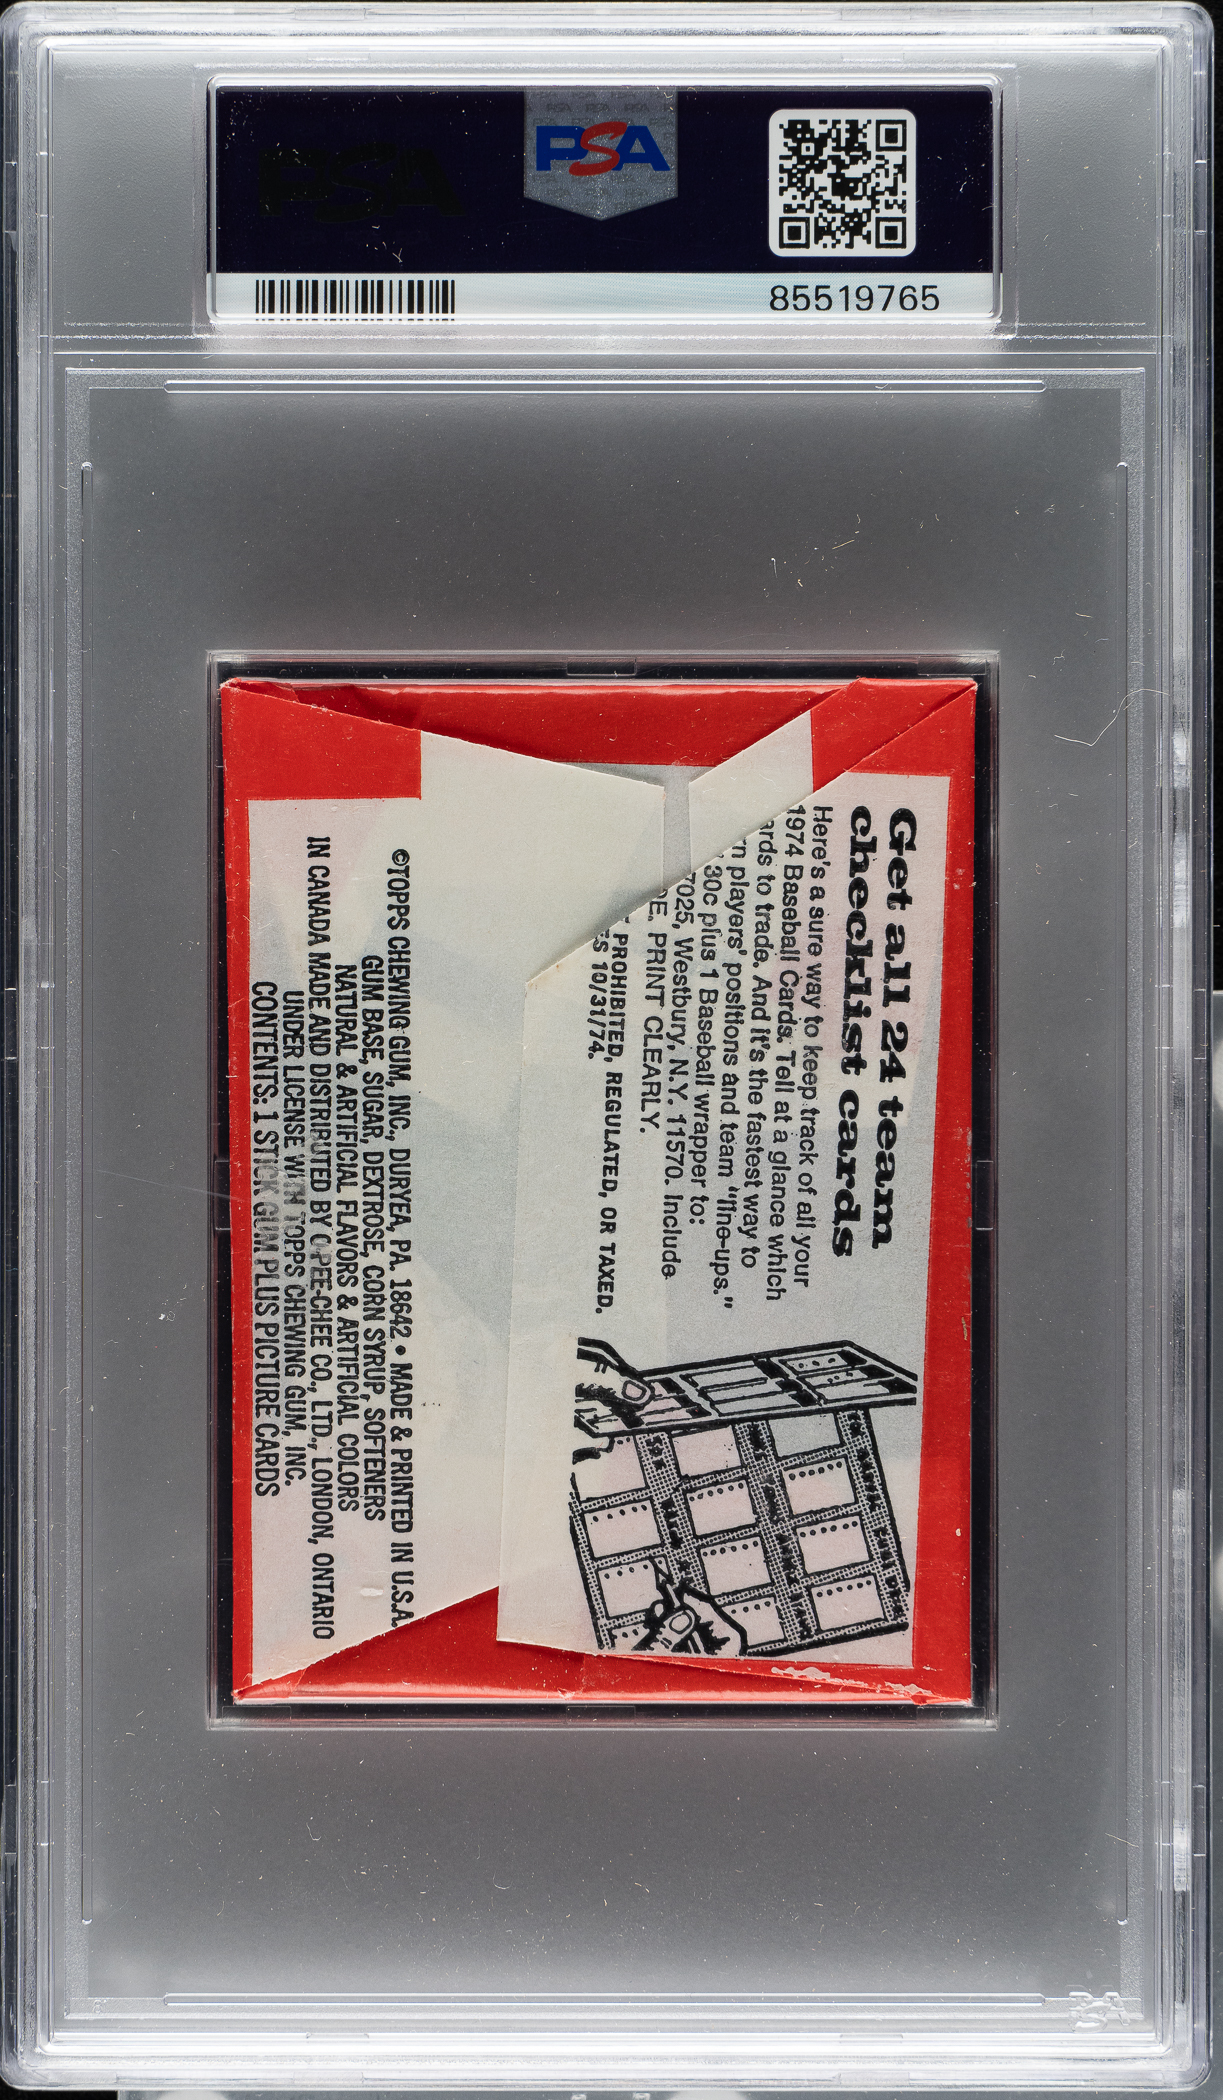 PSA
PSA
85519765
Get all 24 team
checklist cards
Here's a sure way to keep track of all your
1974 Baseball Cards. Tell at a glance which
to trade. And it's the fastest way to
players' positions and team "line-ups."
30c plus 1 Baseball wrapper to:
7025, Westbury, N.Y. 11570. Include
PRINT CLEARLY.
PROHIBITED, REGULATED, OR TAXED.
10/31/74.
©TOPPS CHEWING GUM, INC., DURYEA, PA. 18642 • MADE & PRINTED IN U.S.A.
GUM BASE, SUGAR, DEXTROSE, CORN SYRUP, SOFTENERS
NATURAL & ARTIFICIAL FLAVORS & ARTIFICIAL COLORS
IN CANADA MADE AND DISTRIBUTED BY O-PEE-CHEE CO., LTD., LONDON, ONTARIO
UNDER LICENSE WITH TOPPS CHEWING GUM, INC.
CONTENTS: 1 STICK GUM PLUS PICTURE CARDS
PSA